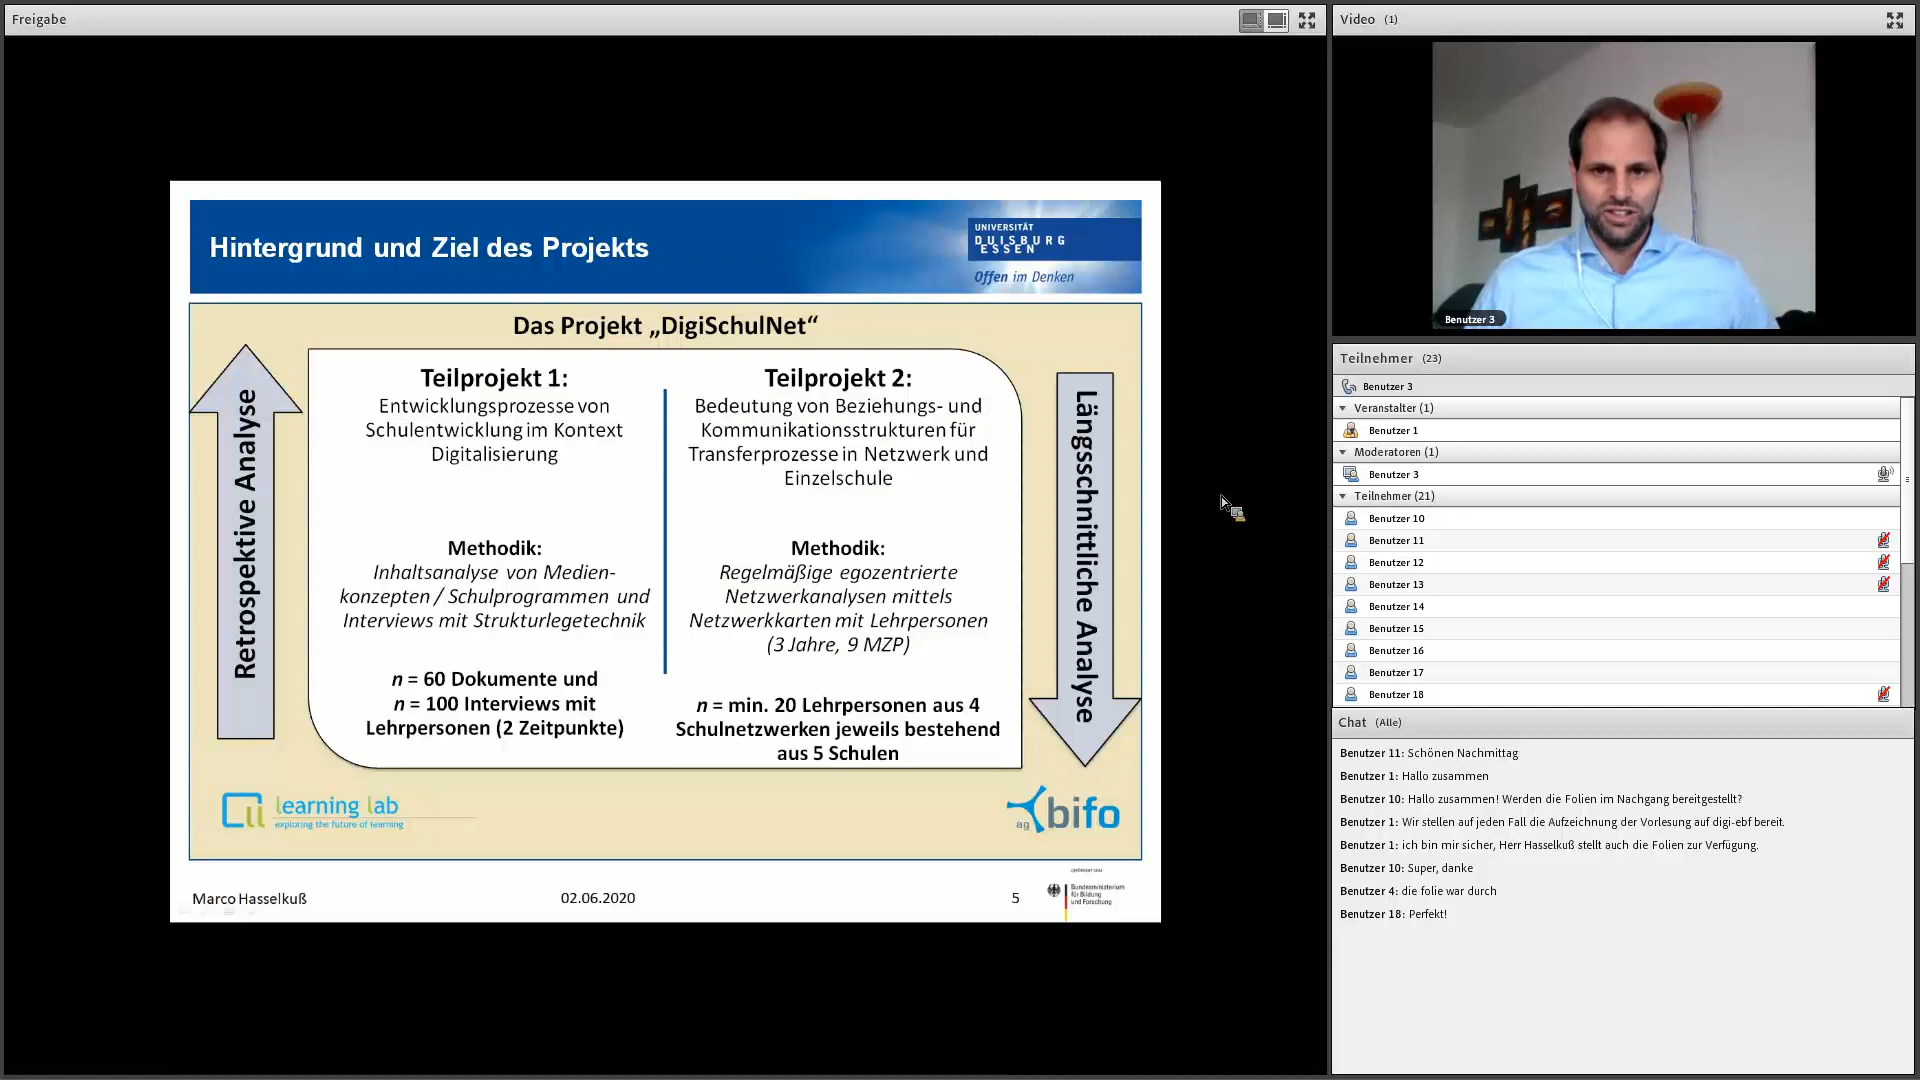 Freigabe
Hintergrund und Ziel des Projekts
UNIVERSITÄT
DUISBURG
ESSEN
Offen im Denken
Das Projekt „DigiSchulNet“
Retrospektive Analyse
Teilprojekt 1:
Entwicklungsprozesse von
Schulentwicklung im Kontext
Digitalisierung
Methodik:
Inhaltsanalyse von Medien-
konzepten / Schulprogrammen und
Interviews mit Strukturlegetechnik
n = 60 Dokumente und
n = 100 Interviews mit
Lehrpersonen (2 Zeitpunkte)
Teilprojekt 2:
Bedeutung von Beziehungs- und
Kommunikationsstrukturen für
Transferprozesse in Netzwerk und
Einzelschule
Methodik:
Regelmäßige egozentrierte
Netzwerkanalysen mittels
Netzwerkkarten mit Lehrpersonen
(3 Jahre, 9 MZP)
n = min. 20 Lehrpersonen aus 4
Schulnetzwerken jeweils bestehend
aus 5 Schulen
Längsschnittliche Analyse
learning lab
exploring the future of learning
ag bifo
Marco Hasselkuß
02.06.2020
5
Bundesministerium
für Bildung
und Forschung
Video (1)
Benutzer 3
Teilnehmer (23)
Benutzer 3
Veranstalter (1)
Benutzer 1
Moderatoren (1)
Benutzer 3
Teilnehmer (21)
Benutzer 10
Benutzer 11
Benutzer 12
Benutzer 13
Benutzer 14
Benutzer 15
Benutzer 16
Benutzer 17
Benutzer 18
Chat (Alle)
Benutzer 11: Schönen Nachmittag
Benutzer 1: Hallo zusammen
Benutzer 10: Hallo zusammen! Werden die Folien im Nachgang bereitgestellt?
Benutzer 1: Wir stellen auf jeden Fall die Aufzeichnung der Vorlesung auf digi-ebf bereit.
Benutzer 1: ich bin mir sicher, Herr Hasselkuß stellt auch die Folien zur Verfügung.
Benutzer 10: Super, danke
Benutzer 4: die folie war durch
Benutzer 18: Perfekt!